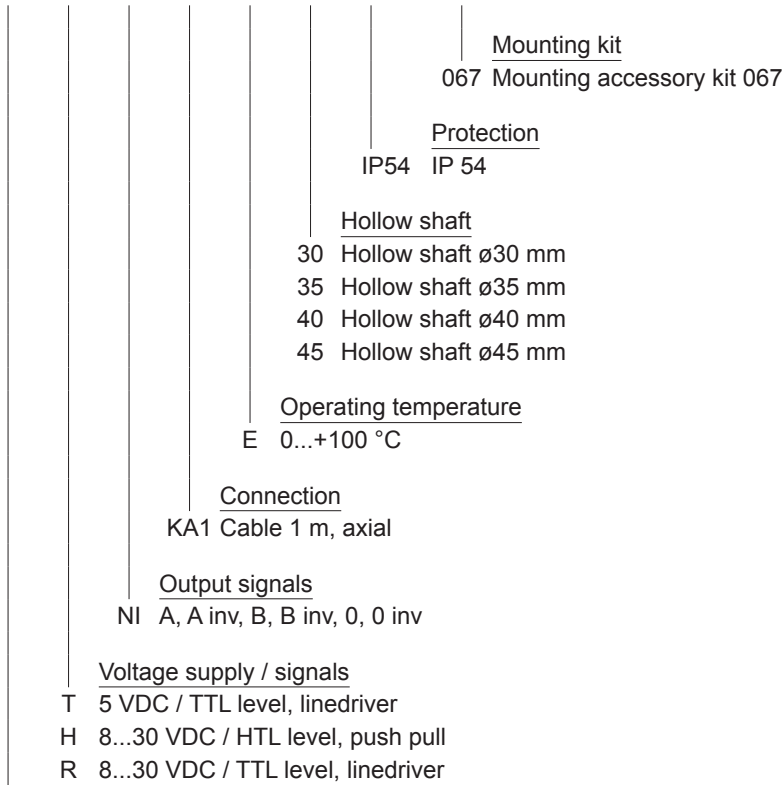 Mounting kit
067 Mounting accessory kit 067
Protection
IP54 IP 54
Hollow shaft
30 Hollow shaft ø30 mm
35 Hollow shaft ø35 mm
40 Hollow shaft ø40 mm
45 Hollow shaft ø45 mm
Operating temperature
E 0...+100 °C
Connection
KA1 Cable 1 m, axial
Output signals
NI A, A inv, B, B inv, 0, 0 inv
Voltage supply / signals
T 5 VDC / TTL level, linedriver
H 8...30 VDC / HTL level, push pull
R 8...30 VDC / TTL level, linedriver